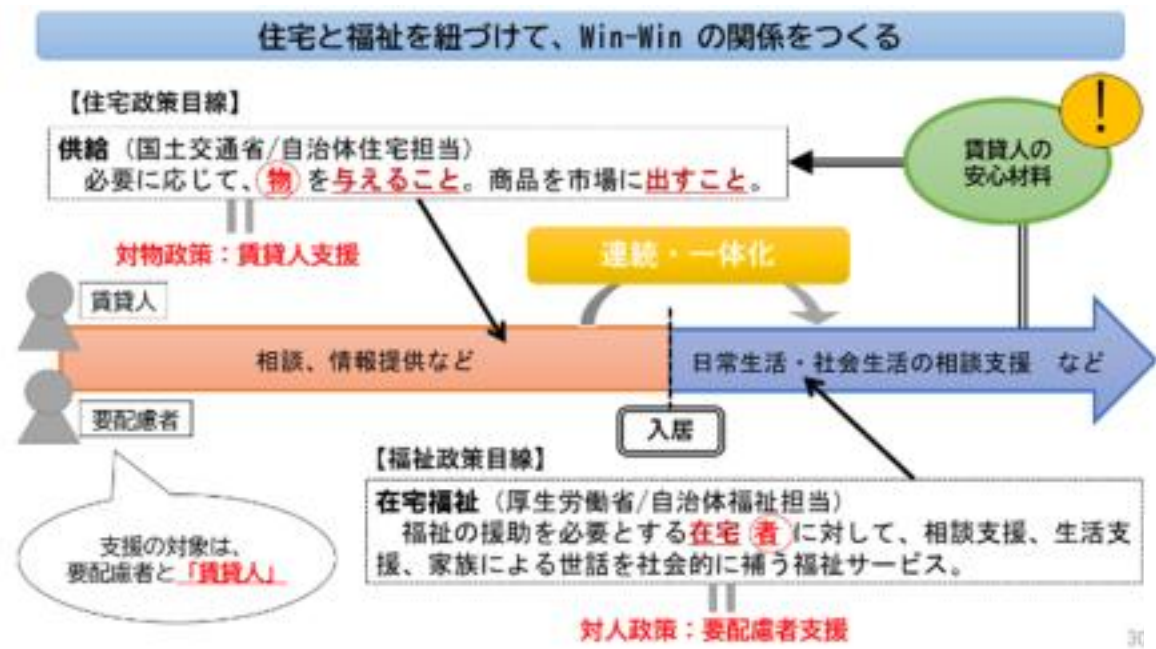 住宅と福祉を紐づけて、Win-Win の関係をつくる
【住宅政策目線】
供給（国土交通省/自治体住宅担当）
必要に応じて、物を与えること。商品を市場に出すこと。
対物政策：賃貸人支援
賃貸人の
安心材料
!
連続・一体化
賃貸人
相談、情報提供など
日常生活・社会生活の相談支援　など
要配慮者
入居
支援の対象は、
要配慮者と「賃貸人」
【福祉政策目線】
在宅福祉（厚生労働省/自治体福祉担当）
福祉の援助を必要とする在宅者に対して、相談支援、生活支
援、家族による世話を社会的に補う福祉サービス。
対人政策：要配慮者支援
30